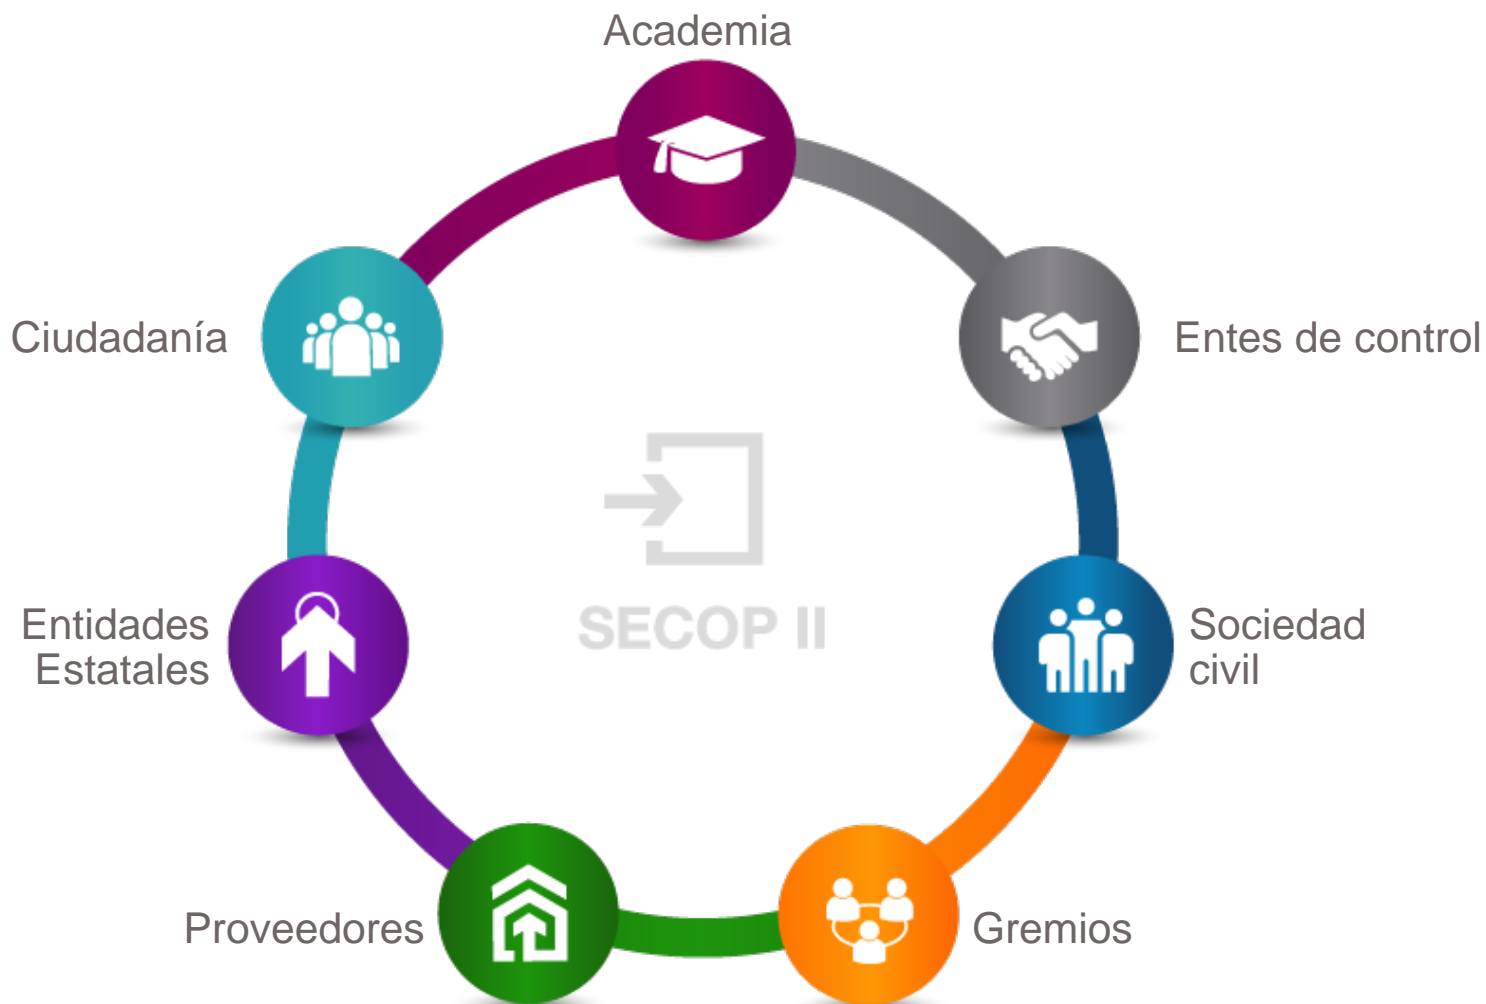 Academia
Ciudadanía
Entes de control
SECOP II
Entidades
Estatales
Sociedad
civil
Proveedores
Gremios